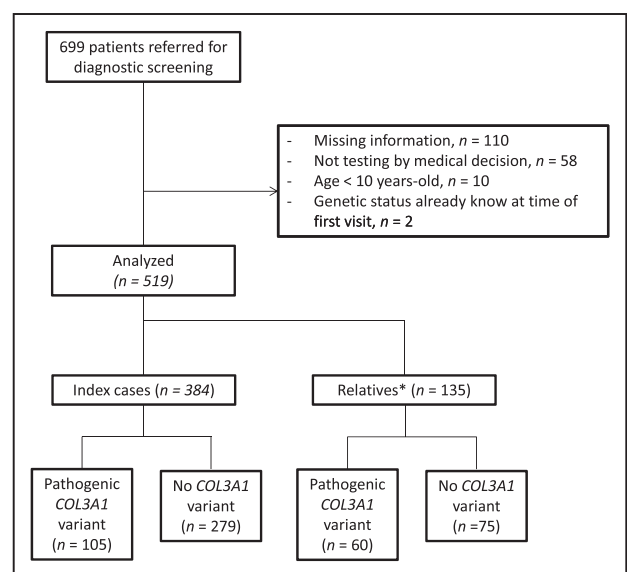 699 patients referred for
diagnostic screening
- Missing information, n = 110
- Not testing by medical decision, n = 58
- Age < 10 years-old, n = 10
- Genetic status already know at time of
first visit, n = 2
Analyzed
(n = 519)
Index cases (n = 384)
Relatives* (n = 135)
Pathogenic
COL3A1
variant
(n = 105)
No COL3A1
variant
(n = 279)
Pathogenic
COL3A1
variant
(n = 60)
No COL3A1
variant
(n =75)